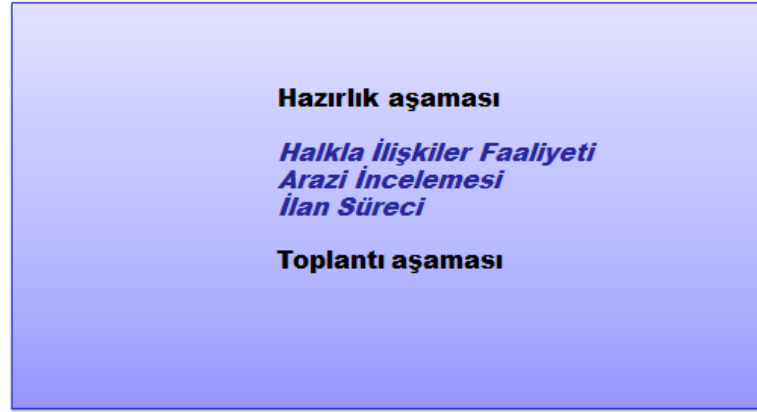 Hazırlık aşaması
Halkla İlişkiler Faaliyeti
Arazi İncelemesi
İlan Süreci
Toplantı aşaması